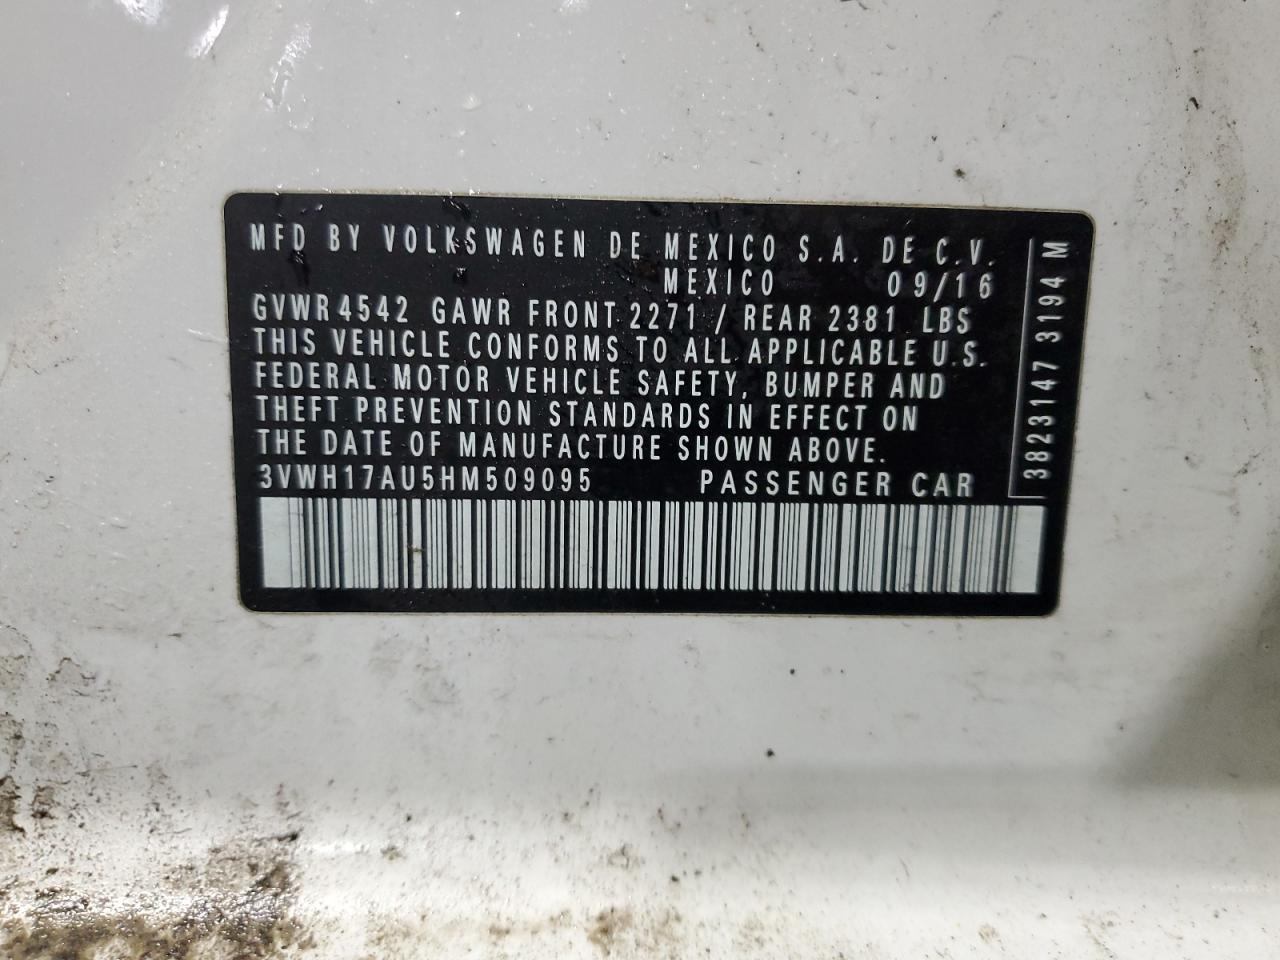 MFD BY VOLKSWAGEN DE MEXICO S.A. DE C.V.
MEXICO 09/16
GVWR 4542 GAWR FRONT 2271 / REAR 2381 LBS
THIS VEHICLE CONFORMS TO ALL APPLICABLE U.S.
FEDERAL MOTOR VEHICLE SAFETY, BUMPER AND
THEFT PREVENTION STANDARDS IN EFFECT ON
THE DATE OF MANUFACTURE SHOWN ABOVE.
3VWH17AU5HM509095 PASSENGER CAR
3823147 3194 M